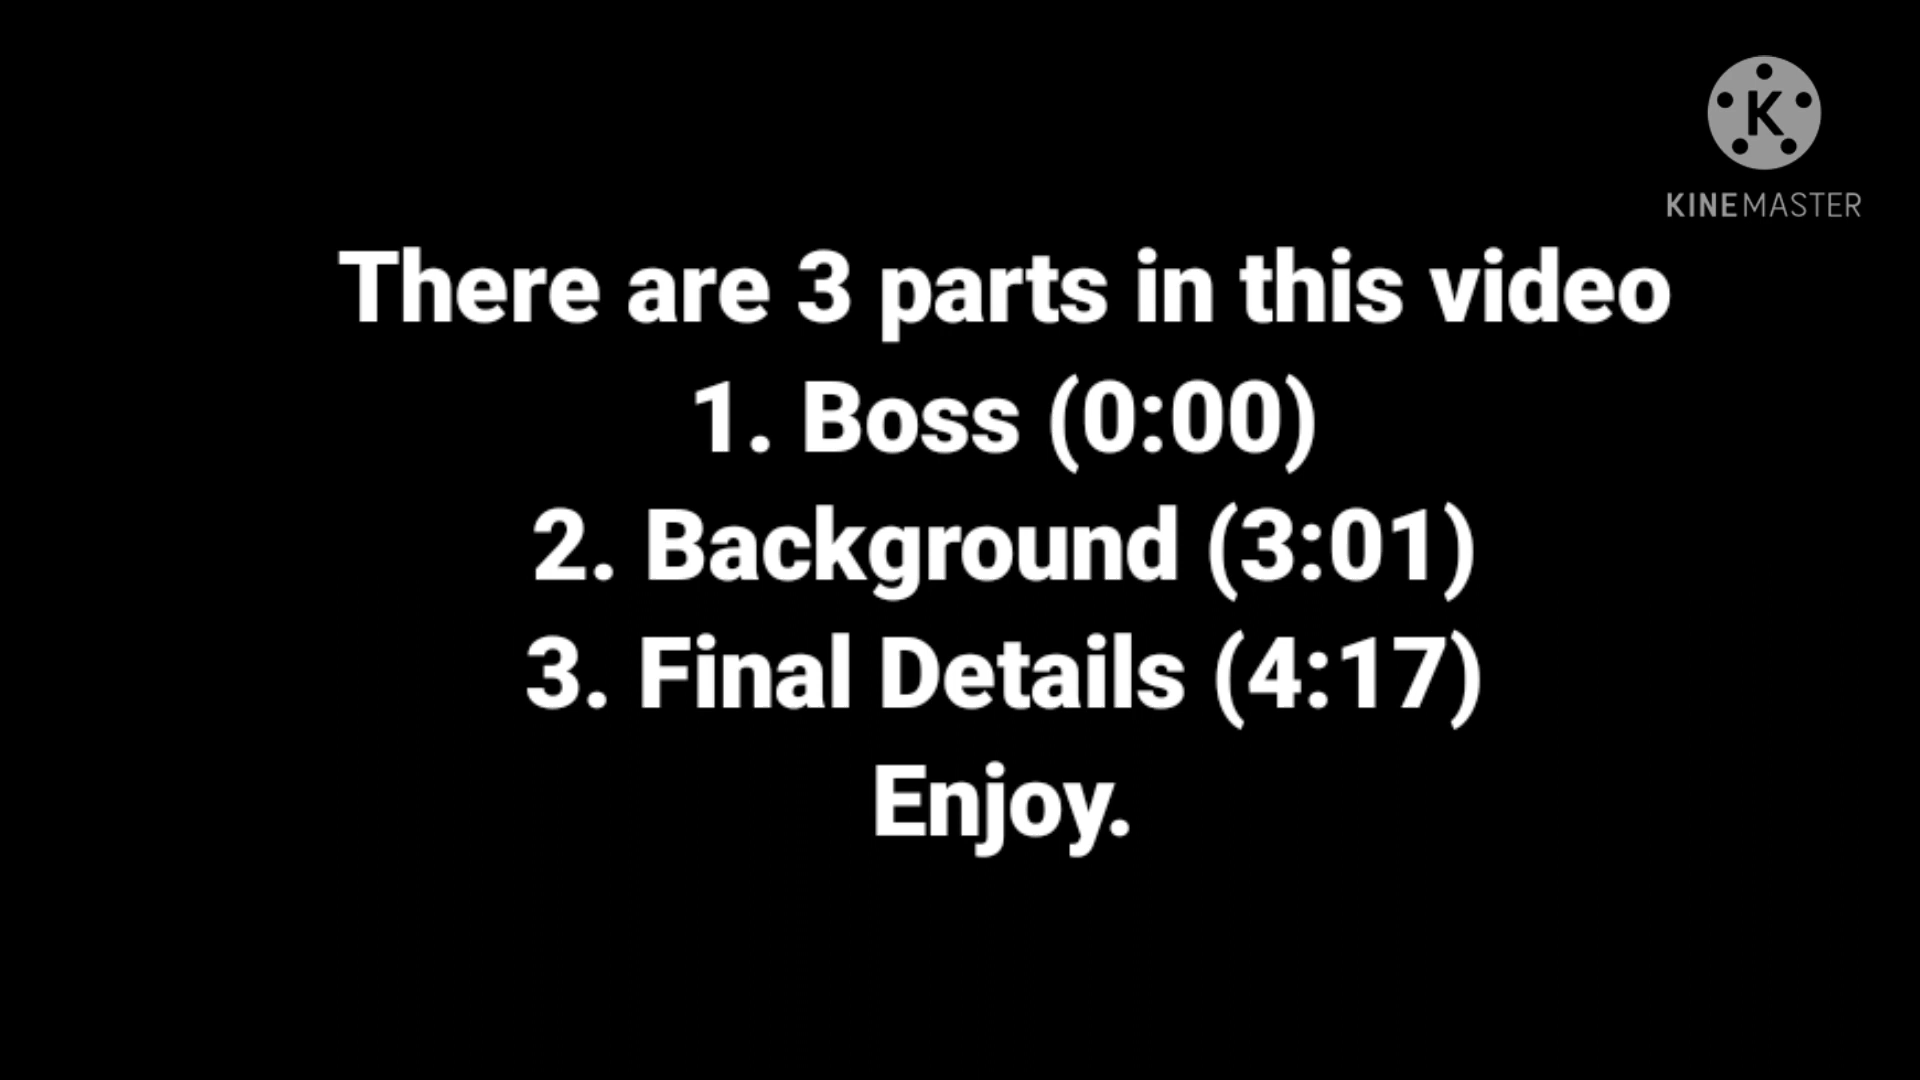 K
KINEMASTER
There are 3 parts in this video
1. Boss (0:00)
2. Background (3:01)
3. Final Details (4:17)
Enjoy.